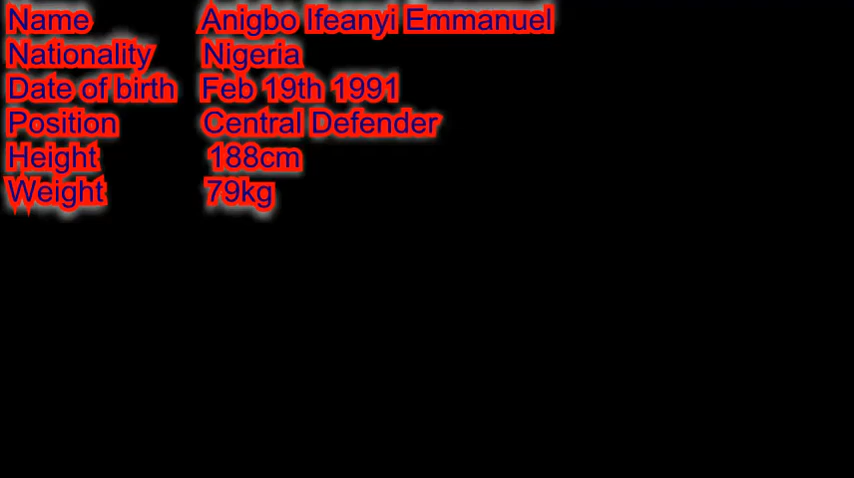 Name Anigbo Ifeanyi Emmanuel
Nationality Nigeria
Date of birth Feb 19th 1991
Position Central Defender
Height 188cm
Weight 79kg